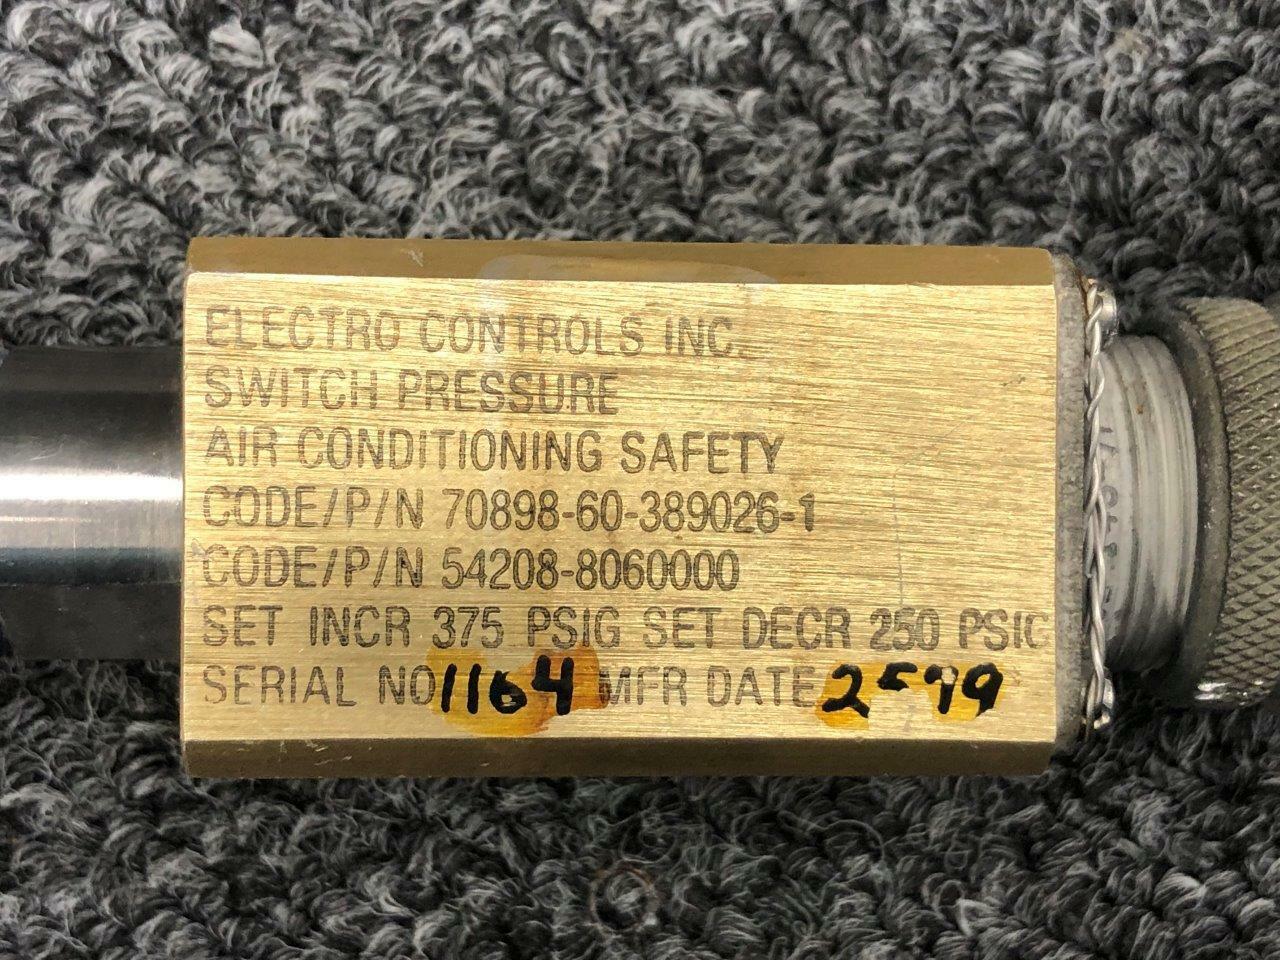 ELECTRO CONTROLS INC.
SWITCH PRESSURE
AIR CONDITIONING SAFETY
CODE/P/N 70898-60-389026-1
CODE/P/N 54208-8060000
SET INCR 375 PSIG SET DECR 250 PSIG
SERIAL NO 1164 MFR DATE 2-99